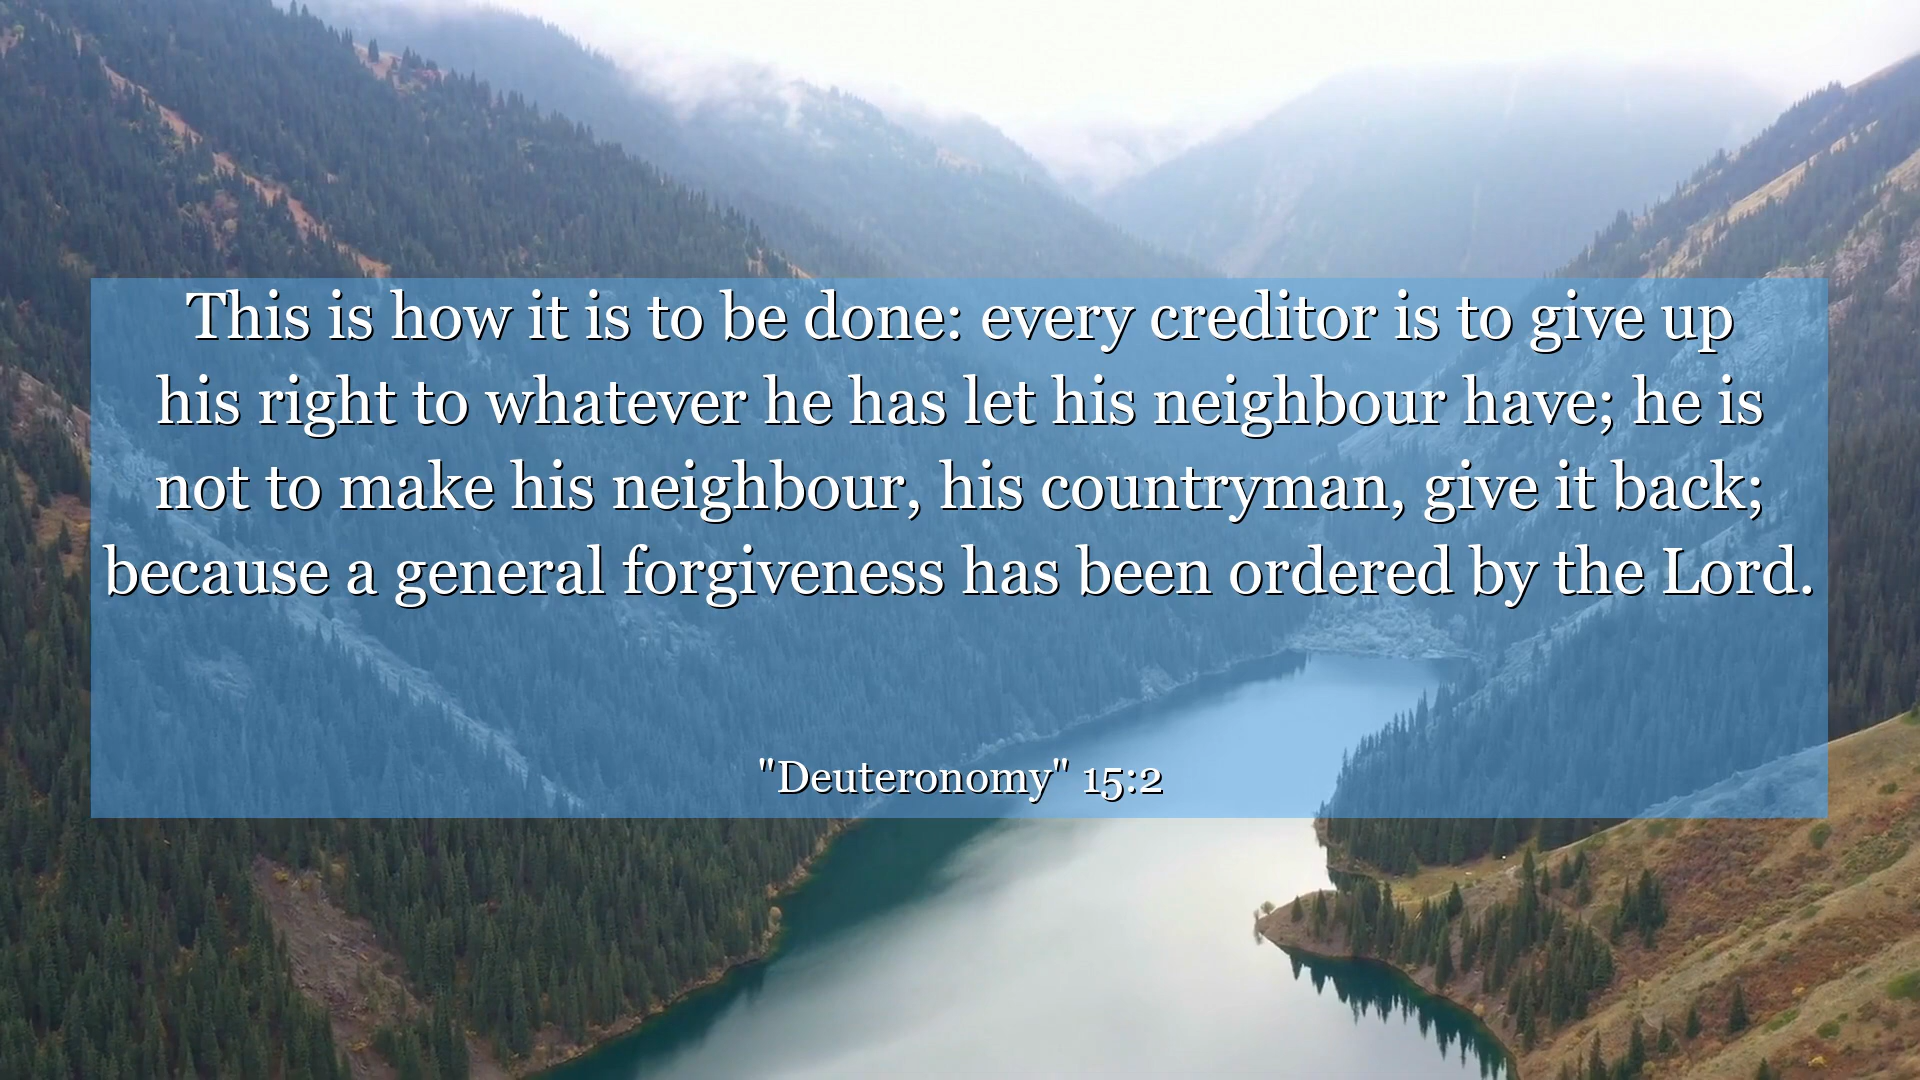 This is how it is to be done: every creditor is to give up
his right to whatever he has let his neighbour have; he is
not to make his neighbour, his countryman, give it back;
because a general forgiveness has been ordered by the Lord.
"Deuteronomy" 15:2